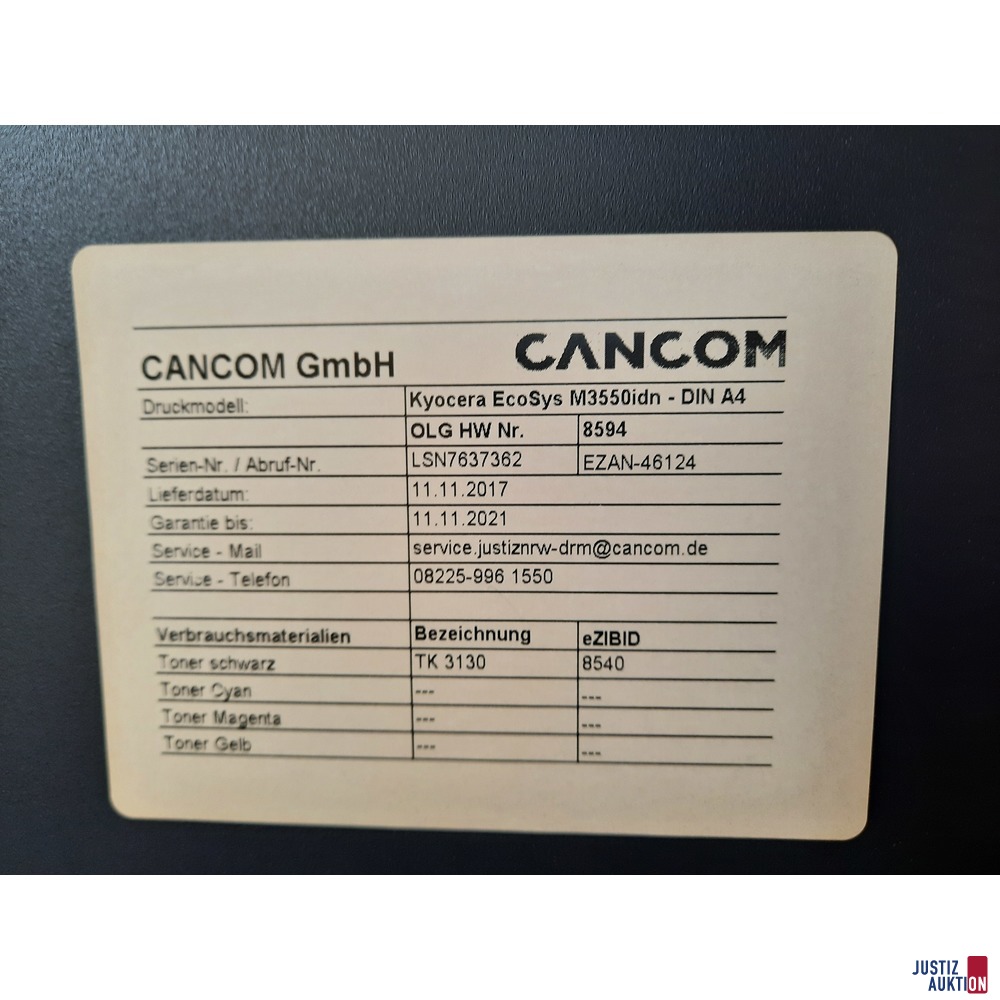 CANCOM GmbH CANCOM
Druckmodell: Kyocera EcoSys M3550idn - DIN A4
OLG HW Nr. 8594
Serien-Nr. / Abruf-Nr. LSN7637362 EZAN-46124
Lieferdatum: 11.11.2017
Garantie bis: 11.11.2021
Service - Mail service.justiznrw-drm@cancom.de
Service - Telefon 08225-996 1550
Verbrauchsmaterialien Bezeichnung eZIBID
Toner schwarz TK 3130 8540
Toner Cyan --- ---
Toner Magenta --- ---
Toner Gelb --- ---
JUSTIZ
AUKTION